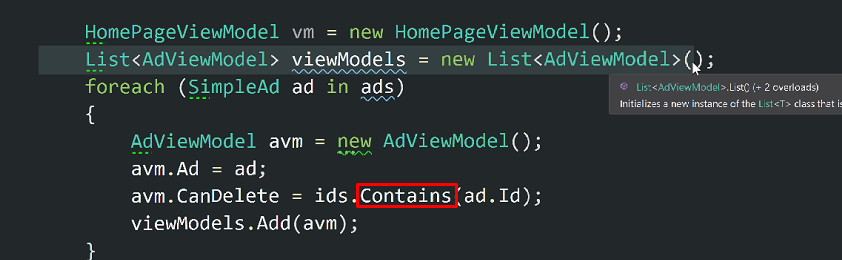 HomePageViewModel vm = new HomePageViewModel();
List<AdViewModel> viewModels = new List<AdViewModel>();
foreach (SimpleAd ad in ads)
List<AdViewModel>.List() (+ 2 overloads)
Initializes a new instance of the List<T> class that is
{
AdViewModel avm = new AdViewModel();
avm.Ad = ad;
avm.CanDelete = ids.Contains(ad.Id);
viewModels.Add(avm);
}